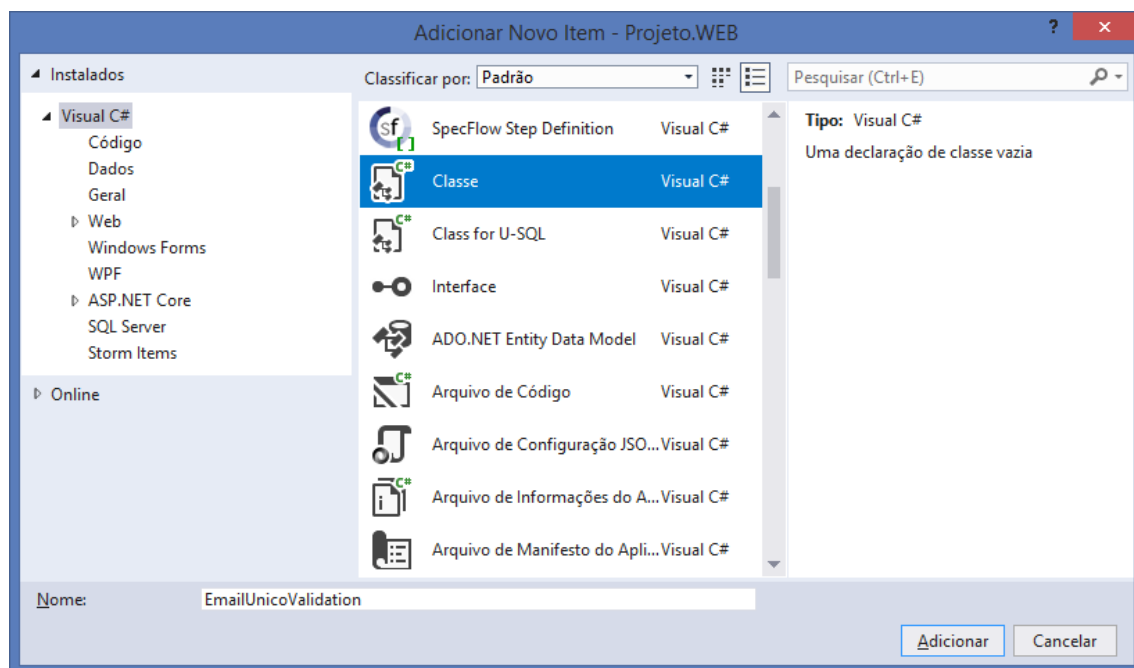 Adicionar Novo Item - Projeto.WEB
?
Instalados
Classificar por: Padrão
Pesquisar (Ctrl+E)
Visual C#
Código
Dados
Geral
Web
Windows Forms
WPF
ASP.NET Core
SQL Server
Storm Items
Online
SpecFlow Step Definition Visual C#
Classe Visual C#
Class for U-SQL Visual C#
Interface Visual C#
ADO.NET Entity Data Model Visual C#
Arquivo de Código Visual C#
Arquivo de Configuração JSO... Visual C#
Arquivo de Informações do A... Visual C#
Arquivo de Manifesto do Apli... Visual C#
Tipo: Visual C#
Uma declaração de classe vazia
Nome: EmailUnicoValidation
Adicionar Cancelar